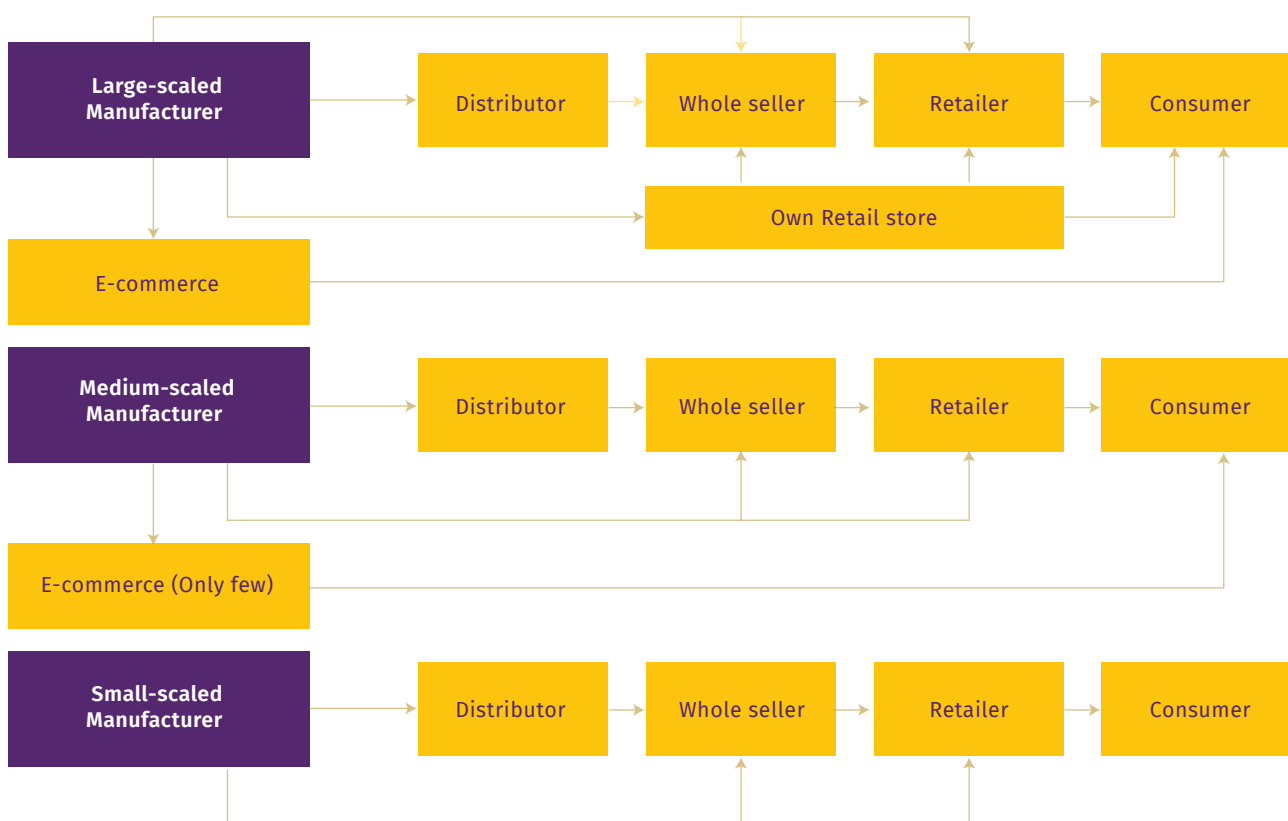 Large-scaled
Manufacturer
Distributor
Whole seller
Retailer
Consumer
Own Retail store
E-commerce
Medium-scaled
Manufacturer
Distributor
Whole seller
Retailer
Consumer
E-commerce (Only few)
Small-scaled
Manufacturer
Distributor
Whole seller
Retailer
Consumer